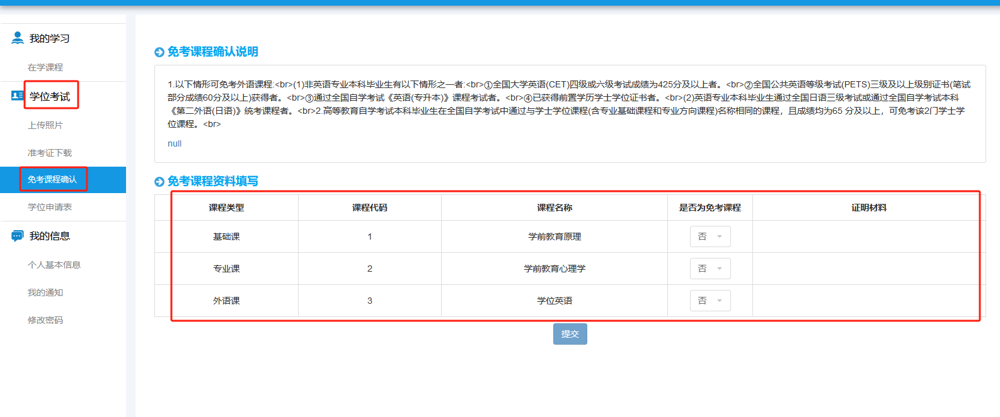 我的学习
在学课程
学位考试
上传照片
准考证下载
免考课程确认
学位申请表
我的信息
个人基本信息
我的通知
修改密码
免考课程确认说明
1.以下情形可免考外语课程:<br>(1)非英语专业本科毕业生有以下情形之一者:<br>①全国大学英语(CET)四级或六级考试成绩为425分及以上者。<br>②全国公共英语等级考试(PETS)三级及以上级别证书(笔试
部分成绩60分及以上)获得者。<br>③通过全国自学考试《英语(专升本)》课程考试者。<br>④已获得前置学历学士学位证书者。<br>(2)英语专业本科毕业生通过全国日语三级考试或通过全国自学考试本科
《第二外语(日语)》统考课程者。<br>2.高等教育自学考试本科毕业生在全国自学考试中通过与学士学位课程(含专业基础课程和专业方向课程)名称相同的课程，且成绩均为65 分及以上，可免考该2门学士学
位课程。<br>
null
免考课程资料填写
课程类型 课程代码 课程名称 是否为免考课程 证明材料
基础课 1 学前教育原理 否
专业课 2 学前教育心理学 否
外语课 3 学位英语 否
提交